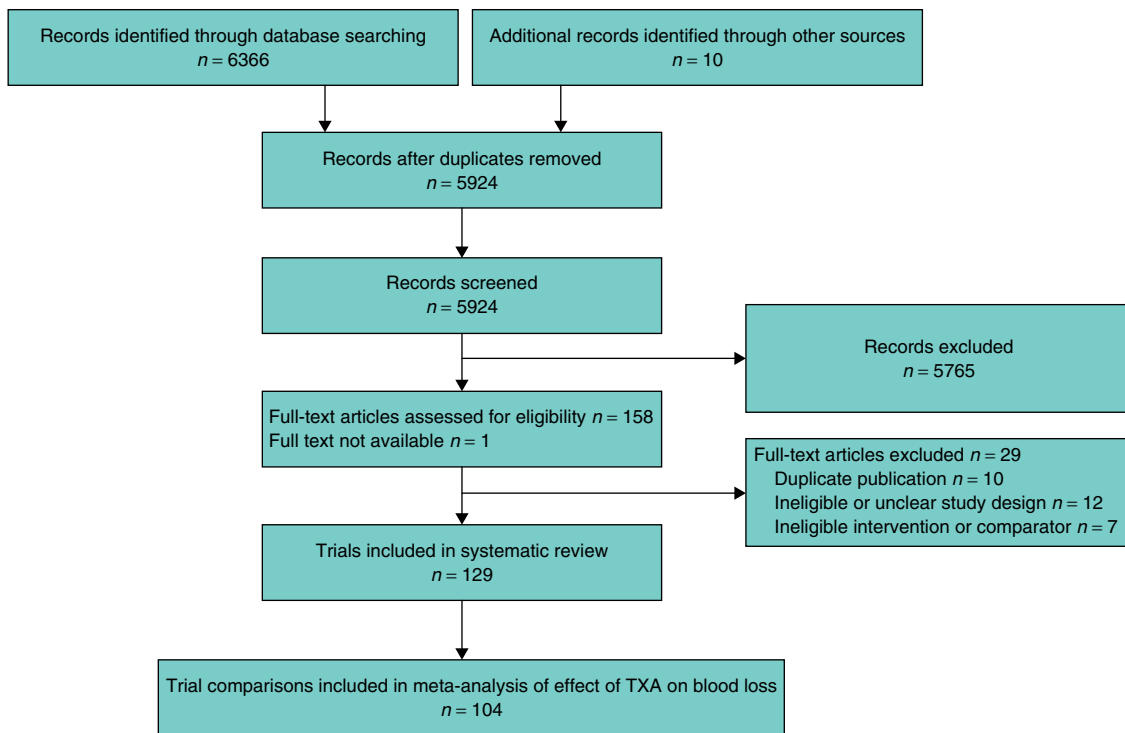 Records identified through database searching
n = 6366
Additional records identified through other sources
n = 10
Records after duplicates removed
n = 5924
Records screened
n = 5924
Records excluded
n = 5765
Full-text articles assessed for eligibility n = 158
Full text not available n = 1
Full-text articles excluded n = 29
Duplicate publication n = 10
Ineligible or unclear study design n = 12
Ineligible intervention or comparator n = 7
Trials included in systematic review
n = 129
Trial comparisons included in meta-analysis of effect of TXA on blood loss
n = 104